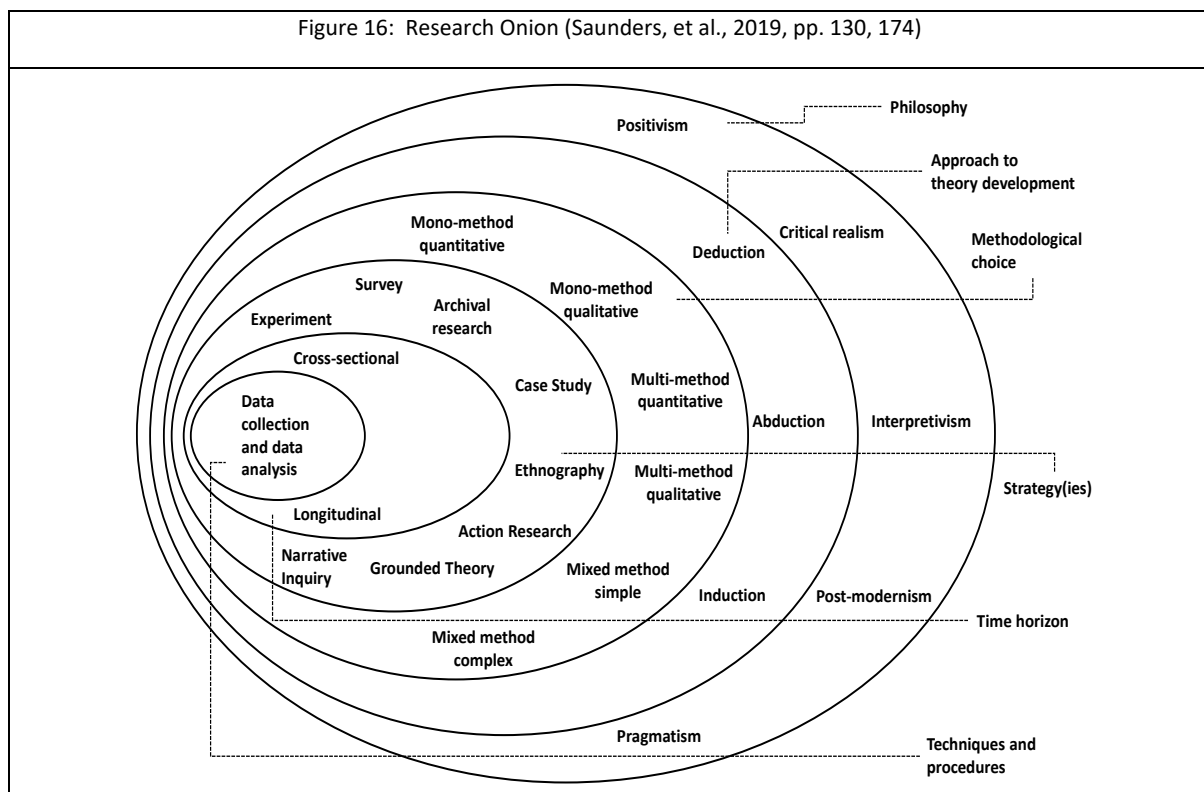 Figure 16: Research Onion (Saunders, et al., 2019, pp. 130, 174)
Positivism
Philosophy
Approach to
theory development
Critical realism
Deduction
Methodological
choice
Mono-method
quantitative
Mono-method
qualitative
Survey
Archival
research
Experiment
Cross-sectional
Case Study
Multi-method
quantitative
Data
collection
and data
analysis
Abduction
Interpretivism
Ethnography
Multi-method
qualitative
Strategy(ies)
Longitudinal
Action Research
Narrative
Inquiry
Grounded Theory
Mixed method
simple
Induction
Post-modernism
Time horizon
Mixed method
complex
Pragmatism
Techniques and
procedures